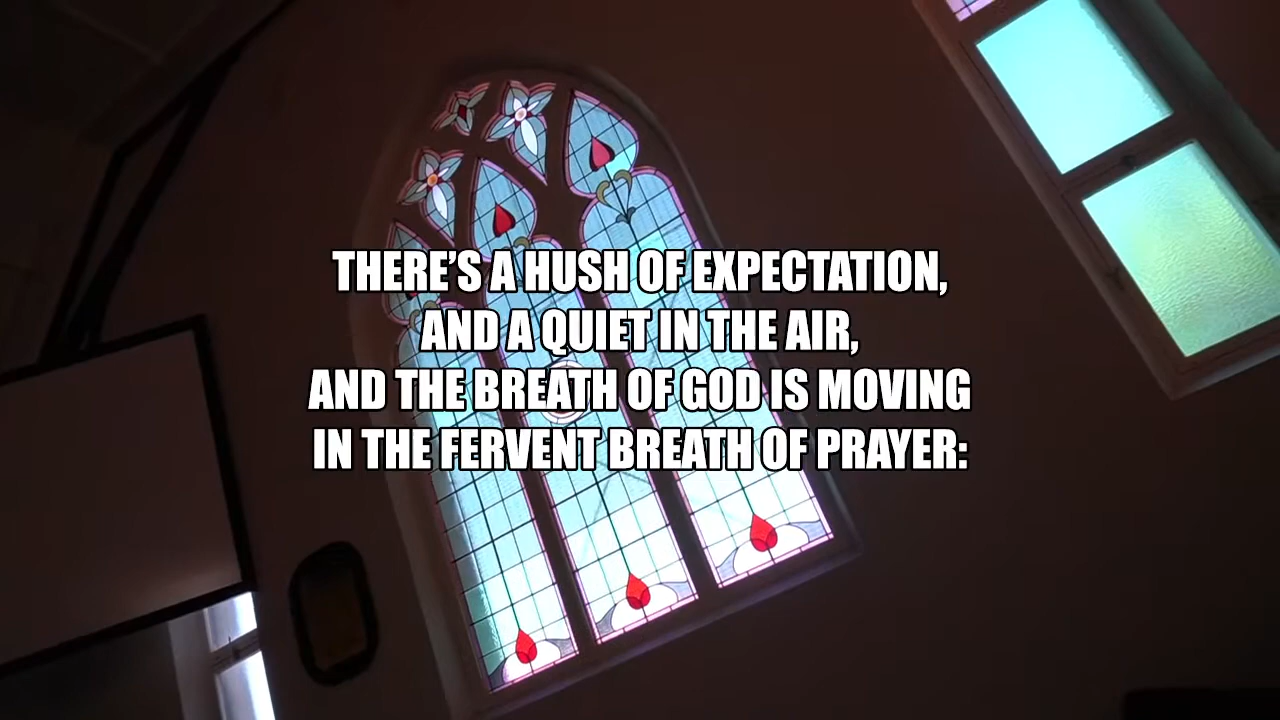 THERE’S A HUSH OF EXPECTATION,
AND A QUIET IN THE AIR,
AND THE BREATH OF GOD IS MOVING
IN THE FERVENT BREATH OF PRAYER: